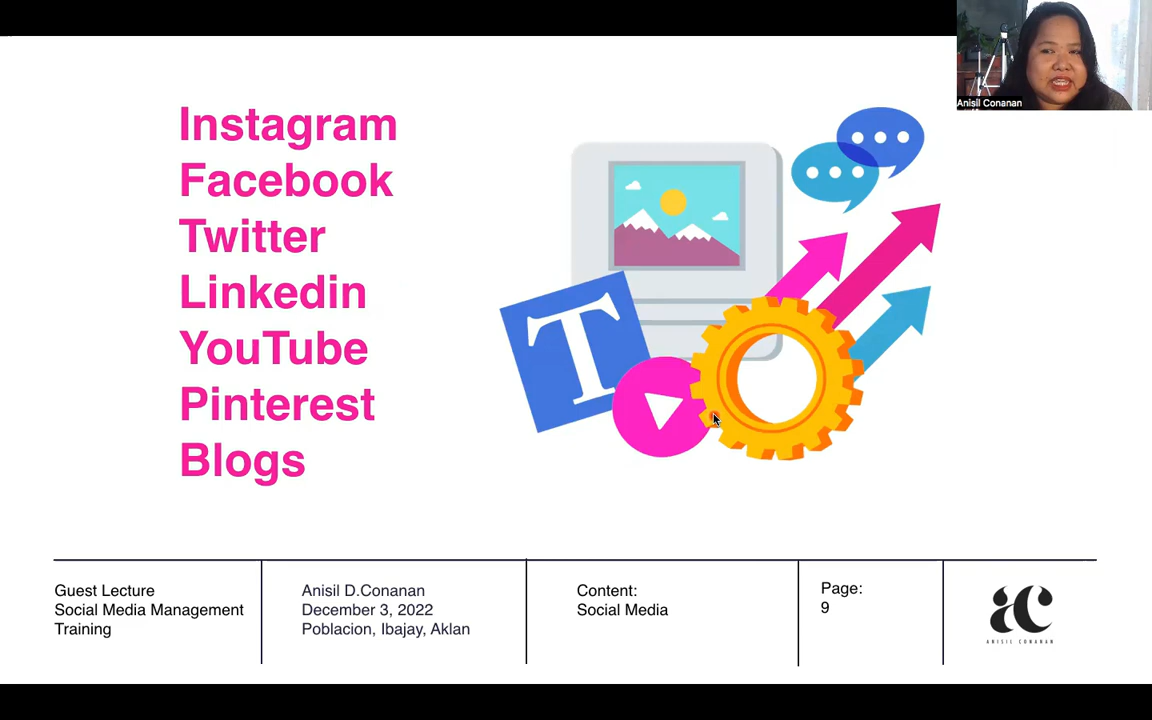 Anisil Conanan
Instagram
Facebook
Twitter
Linkedin
YouTube
Pinterest
Blogs
T
Guest Lecture
Social Media Management
Training
Anisil D.Conanan
December 3, 2022
Poblacion, Ibajay, Aklan
Content:
Social Media
Page:
9
ac
ANISIL CONANAN